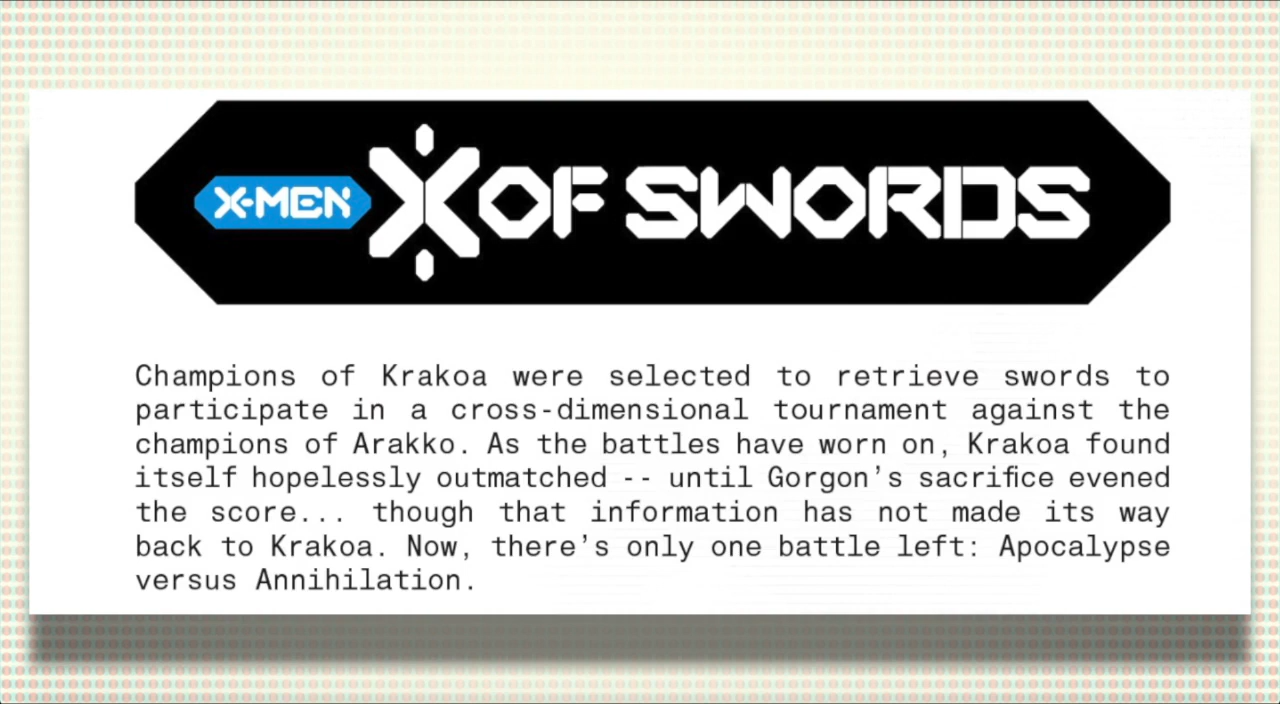 X-MEN X OF SWORDS
Champions of Krakoa were selected to retrieve swords to
participate in a cross-dimensional tournament against the
champions of Arakko. As the battles have worn on, Krakoa found
itself hopelessly outmatched -- until Gorgon’s sacrifice evened
the score... though that information has not made its way
back to Krakoa. Now, there’s only one battle left: Apocalypse
versus Annihilation.